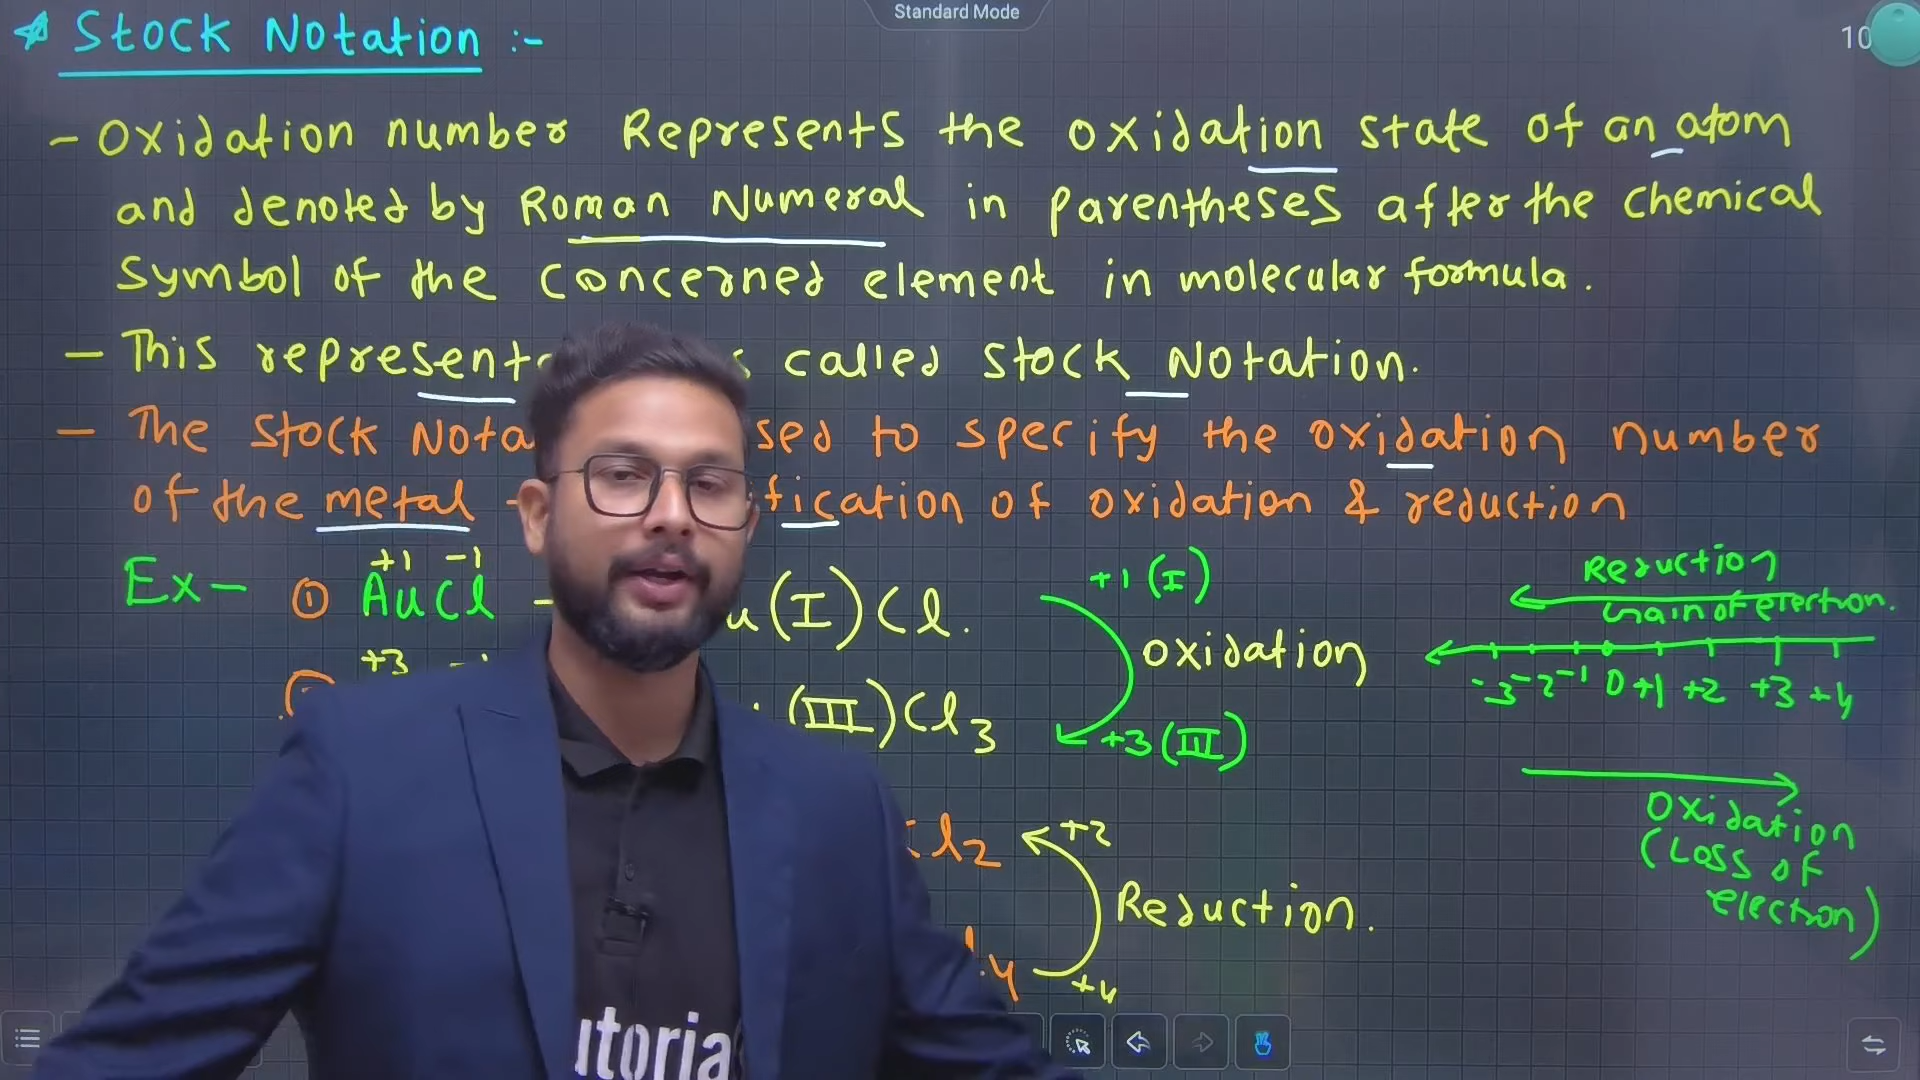 Standard Mode
10
Stock Notation :-
- Oxidation number Represents the oxidation state of an atom
and denoted by Roman Numeral in parentheses after the chemical
Symbol of the concerned element in molecular formula.
- This called Stock Notation.
- The Stock to specify the oxidation number
of the metal of oxidation & reduction
Ex- ① AuCl
+1 -1
(I)Cl.
+3
(III)Cl3
+1 (I)
Oxidation
+3 (III)
Cl2
+2
Reduction.
+4
Reduction
Gain of electron.
-3 -2 -1 0 +1 +2 +3 +4
Oxidation
(Loss of
electron)